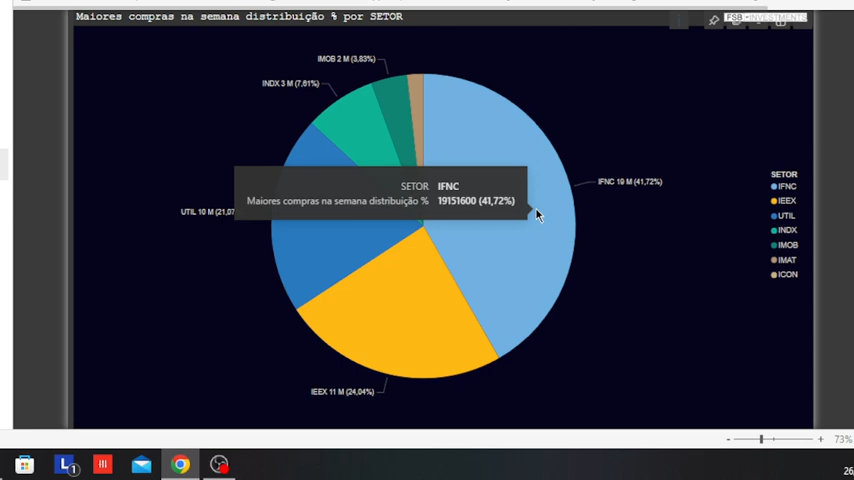 Maiores compras na semana distribuição % por SETOR
FSB - INVESTMENTS
IMOB 2 M (3,83%)
INDX 3 M (7,61%)
SETOR IFNC
Maiores compras na semana distribuição % 19151600 (41,72%)
IFNC 19 M (41,72%)
UTIL 10 M (21,07
IEEX 11 M (24,04%)
SETOR
IFNC
IEEX
UTIL
INDX
IMOB
IMAT
ICON
- + 73%
L 1
26